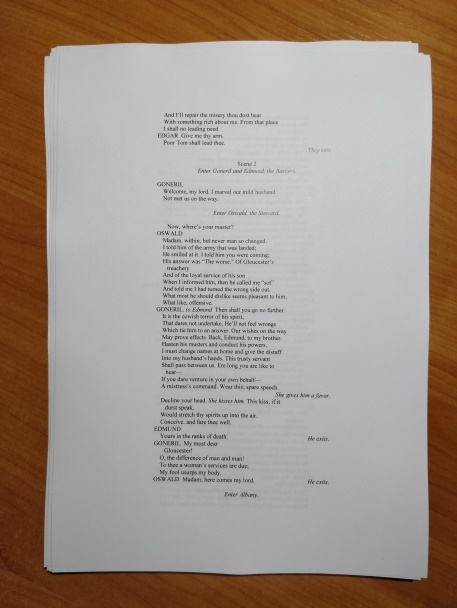 And I'll repair the misery thou dost bear
With something rich about me. From that place
I shall no leading need.
EDGAR Give me thy arm.
Poor Tom shall lead thee.
They exit.
Scene 2
Enter Goneril and Edmund, the Bastard.
GONERIL
Welcome, my lord. I marvel our mild husband
Not met us on the way.
Enter Oswald, the Steward.
Now, where's your master?
OSWALD
Madam, within, but never man so changed.
I told him of the army that was landed;
He smiled at it. I told him you were coming;
His answer was "The worse." Of Gloucester's
treachery
And of the loyal service of his son
When I informed him, then he called me "sot"
And told me I had turned the wrong side out.
What most he should dislike seems pleasant to him;
What like, offensive.
GONERIL, to Edmund Then shall you go no further.
It is the cowish terror of his spirit,
That dares not undertake. He'll not feel wrongs
Which tie him to an answer. Our wishes on the way
May prove effects. Back, Edmund, to my brother.
Hasten his musters and conduct his powers.
I must change names at home and give the distaff
Into my husband's hands. This trusty servant
Shall pass between us. Ere long you are like to
hear—
If you dare venture in your own behalf—
A mistress's command. Wear this; spare speech.
She gives him a favor.
Decline your head. She kisses him. This kiss, if it
durst speak,
Would stretch thy spirits up into the air.
Conceive, and fare thee well.
EDMUND
Yours in the ranks of death. He exits.
GONERIL My most dear
Gloucester!
O, the difference of man and man!
To thee a woman's services are due;
My fool usurps my body.
OSWALD Madam, here comes my lord. He exits.
Enter Albany.